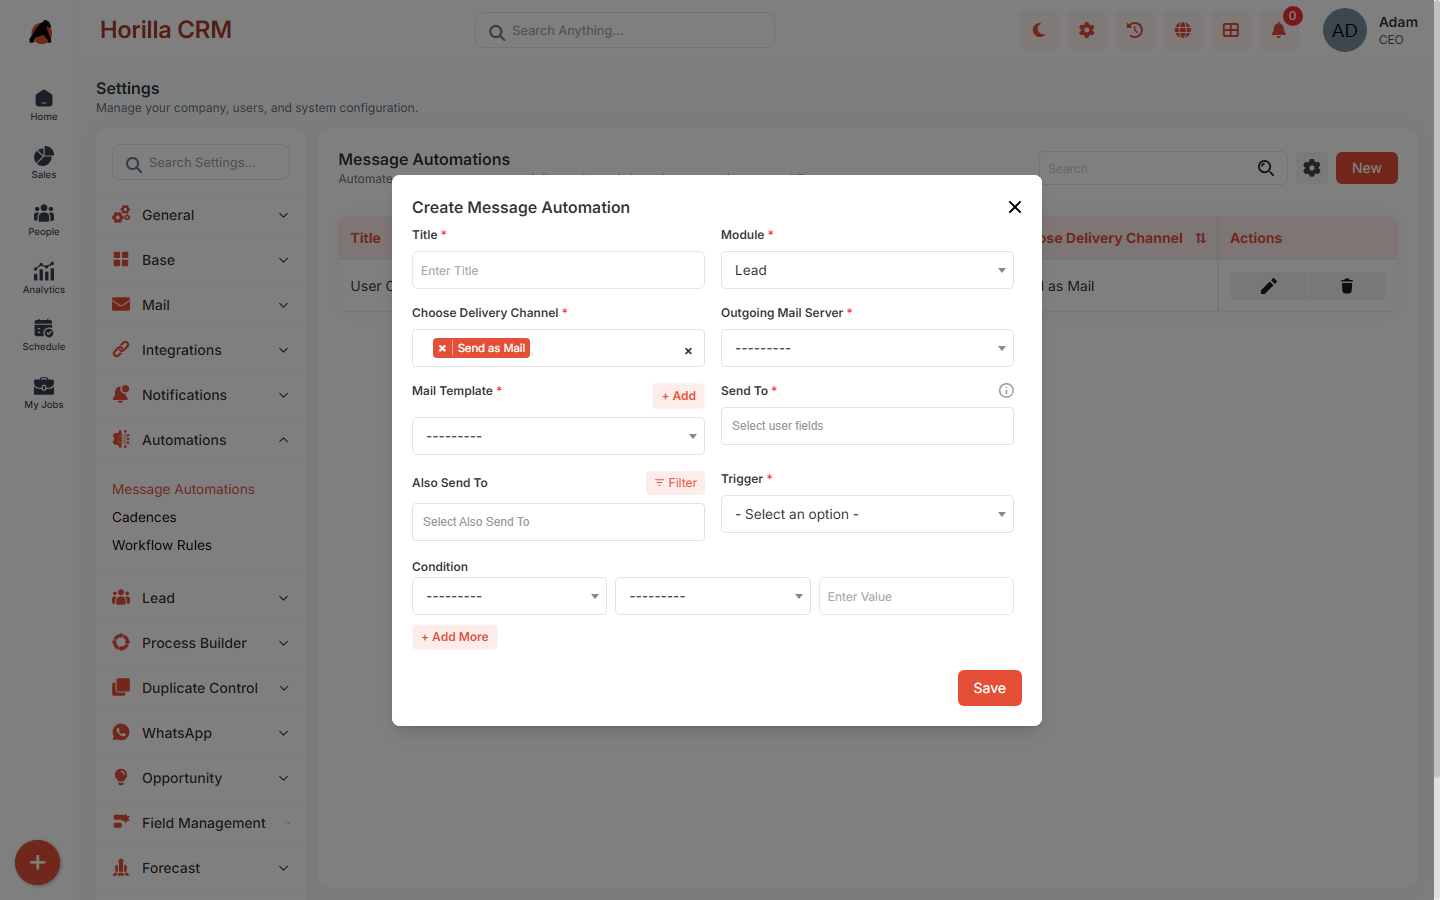 Horilla CRM
Search Anything...
0
AD
Adam
CEO
Home
Sales
People
Analytics
Schedule
My Jobs
Settings
Manage your company, users, and system configuration.
Search Settings...
General
Base
Mail
Integrations
Notifications
Automations
Message Automations
Cadences
Workflow Rules
Lead
Process Builder
Duplicate Control
WhatsApp
Opportunity
Field Management
Forecast
Message Automations
Automate
Search
New
Title
Delivery Channel
Actions
User
as Mail
Create Message Automation
Title *
Enter Title
Module *
Lead
Choose Delivery Channel *
× Send as Mail ×
Outgoing Mail Server *
---------
Mail Template *
+ Add
---------
Send To *
Select user fields
Also Send To
Filter
Select Also Send To
Trigger *
- Select an option -
Condition
---------
---------
Enter Value
+ Add More
Save